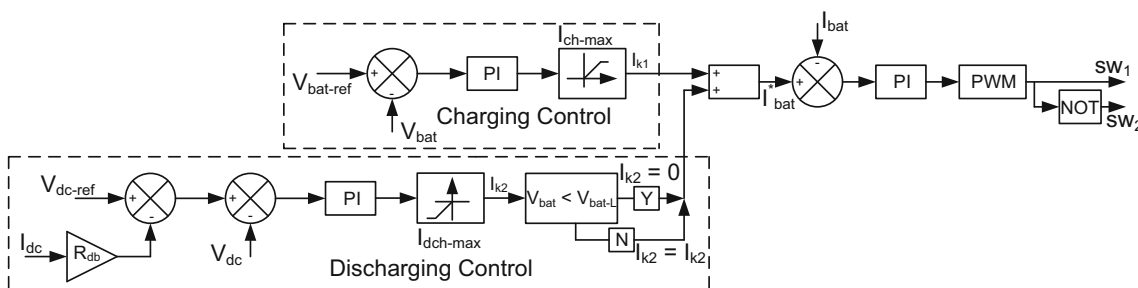 I_bat
-
I_ch-max
V_bat-ref
+
-
PI
I_k1
V_bat
Charging Control
+
+
I*_bat
+
PI
PWM
sw_1
NOT
sw_2
V_dc-ref
+
-
+
-
PI
I_k2
I_dch-max
V_bat < V_bat-L
I_k2 = 0
Y
N
I_k2 = I_k2
I_dc
R_db
V_dc
Discharging Control